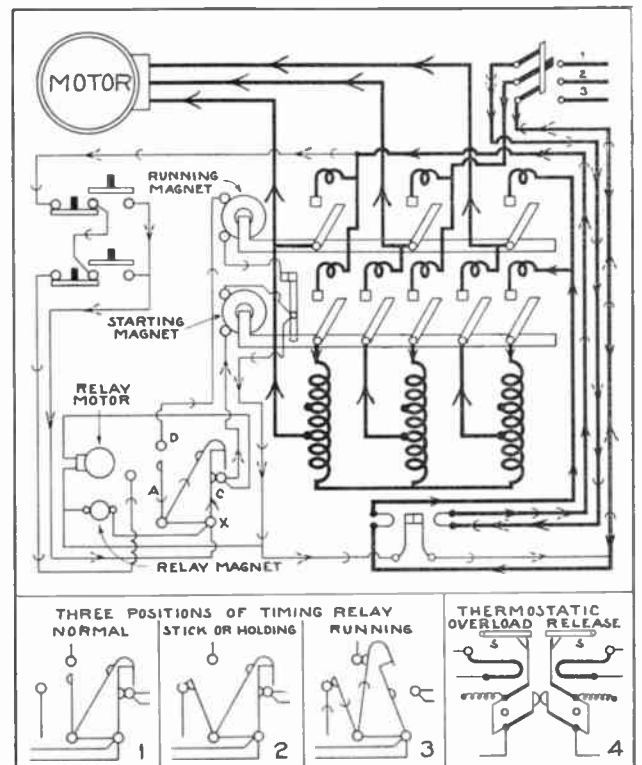 MOTOR
1
2
3
RUNNING
MAGNET
STARTING
MAGNET
RELAY
MOTOR
D
A
C
X
RELAY MAGNET
THREE POSITIONS OF TIMING RELAY
NORMAL
STICK OR HOLDING
RUNNING
1
2
3
THERMOSTATIC
OVERLOAD RELEASE
S
S
4